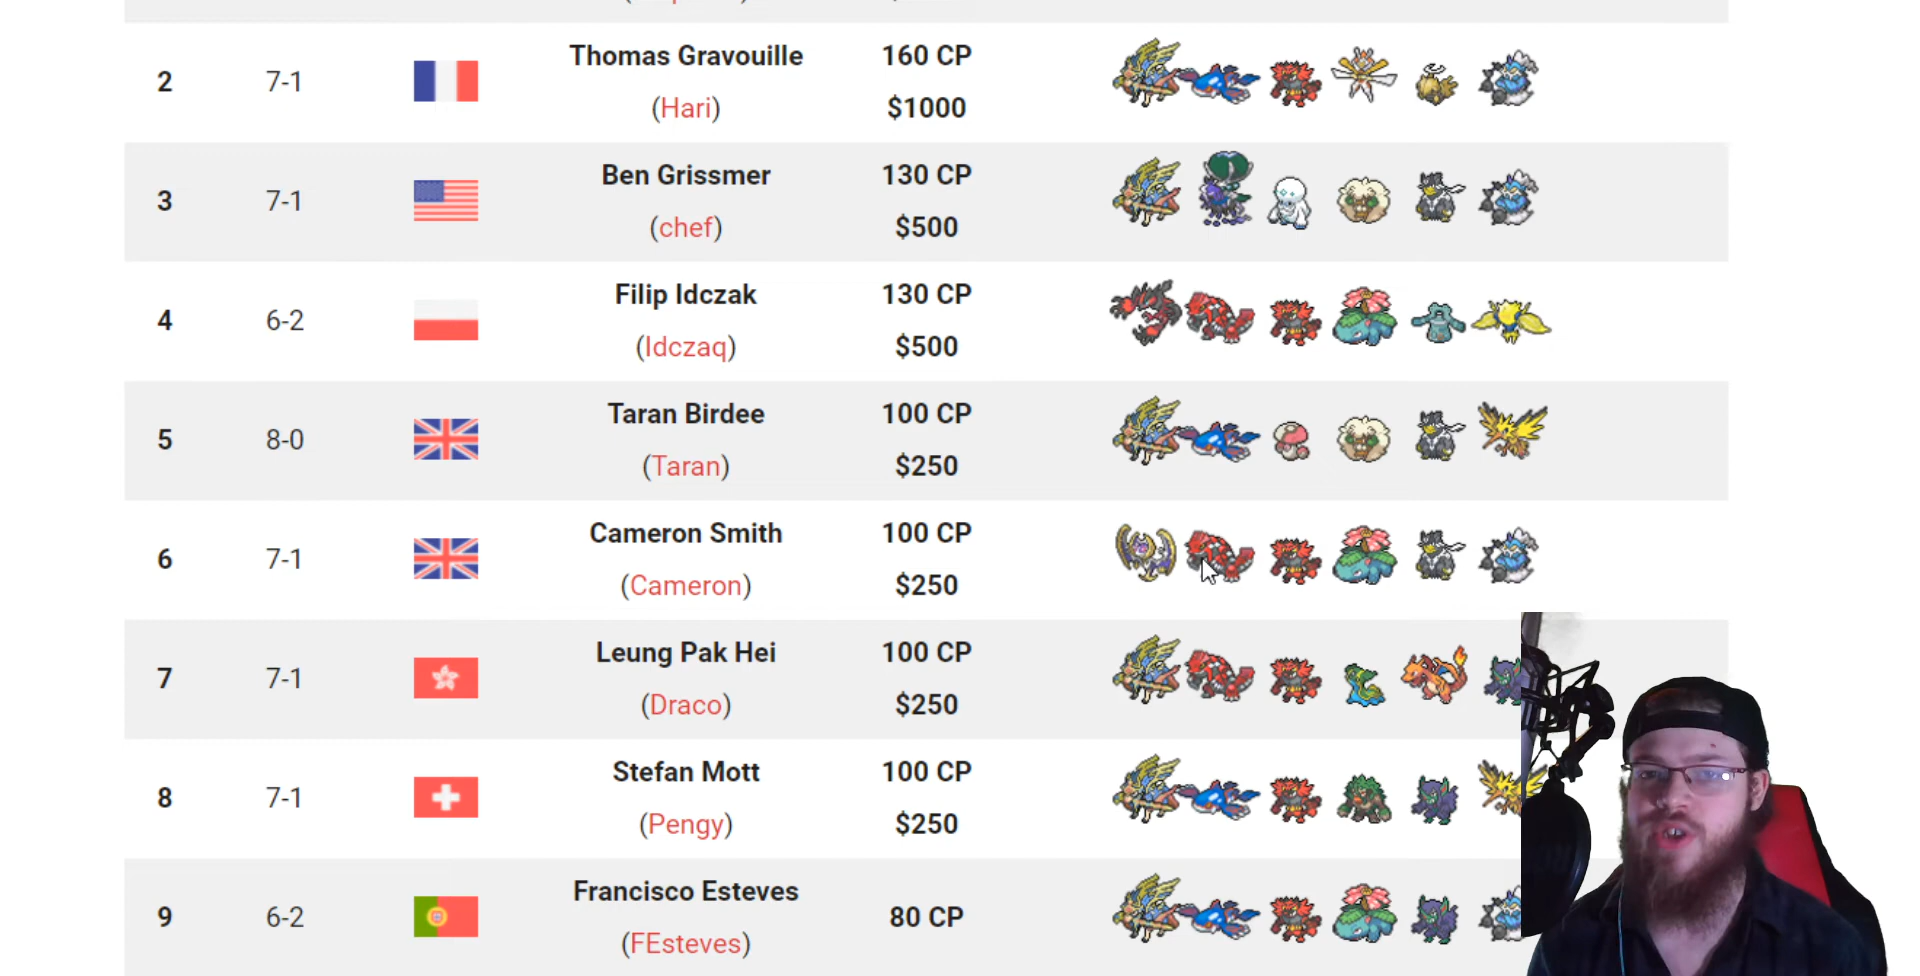 2 7-1 Thomas Gravouille 160 CP
(Hari) $1000
3 7-1 Ben Grissmer 130 CP
(chef) $500
4 6-2 Filip Idczak 130 CP
(Idczaq) $500
5 8-0 Taran Birdee 100 CP
(Taran) $250
6 7-1 Cameron Smith 100 CP
(Cameron) $250
7 7-1 Leung Pak Hei 100 CP
(Draco) $250
8 7-1 Stefan Mott 100 CP
(Pengy) $250
9 6-2 Francisco Esteves 80 CP
(FEsteves)